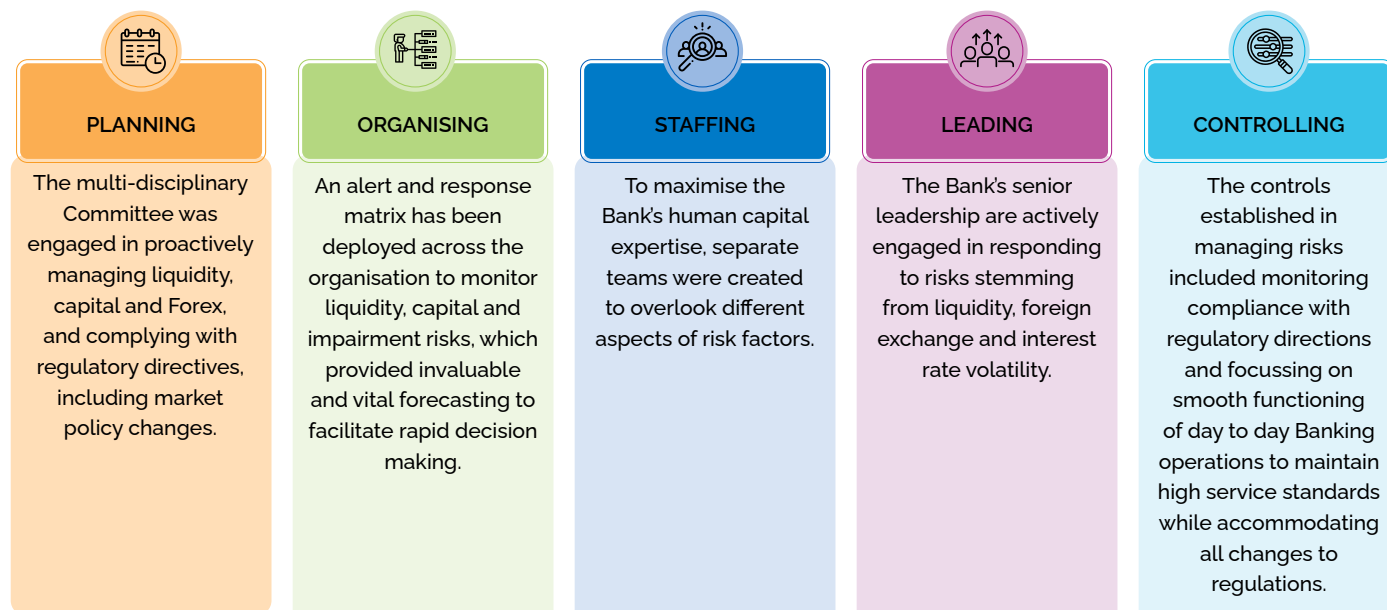 PLANNING
The multi-disciplinary
Committee was
engaged in proactively
managing liquidity,
capital and Forex,
and complying with
regulatory directives,
including market
policy changes.
ORGANISING
An alert and response
matrix has been
deployed across the
organisation to monitor
liquidity, capital and
impairment risks, which
provided invaluable
and vital forecasting to
facilitate rapid decision
making.
STAFFING
To maximise the
Bank’s human capital
expertise, separate
teams were created
to overlook different
aspects of risk factors.
LEADING
The Bank’s senior
leadership are actively
engaged in responding
to risks stemming
from liquidity, foreign
exchange and interest
rate volatility.
CONTROLLING
The controls
established in
managing risks
included monitoring
compliance with
regulatory directions
and focussing on
smooth functioning
of day to day Banking
operations to maintain
high service standards
while accommodating
all changes to
regulations.